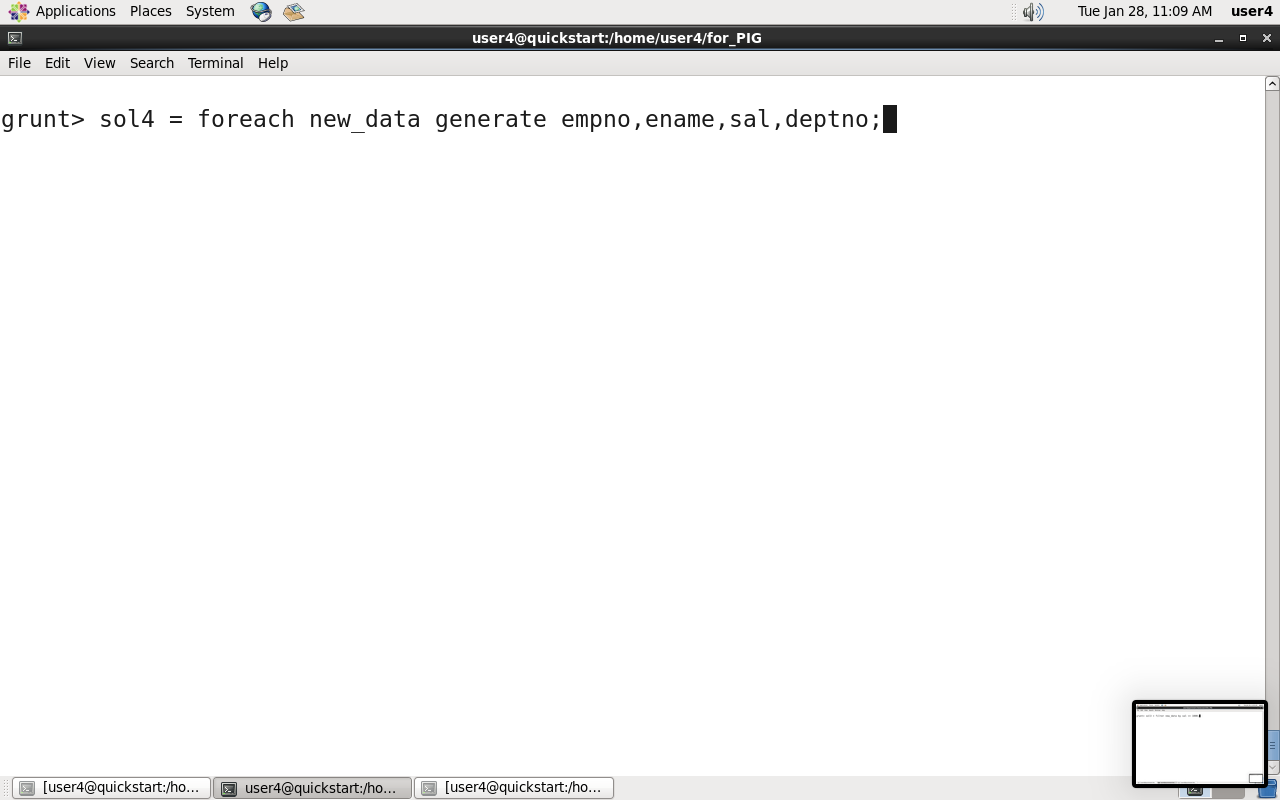 Applications Places System Tue Jan 28, 11:09 AM user4
user4@quickstart:/home/user4/for_PIG
File Edit View Search Terminal Help
grunt> sol4 = foreach new_data generate empno,ename,sal,deptno;
[user4@quickstart:/ho... user4@quickstart:/ho... [user4@quickstart:/ho...